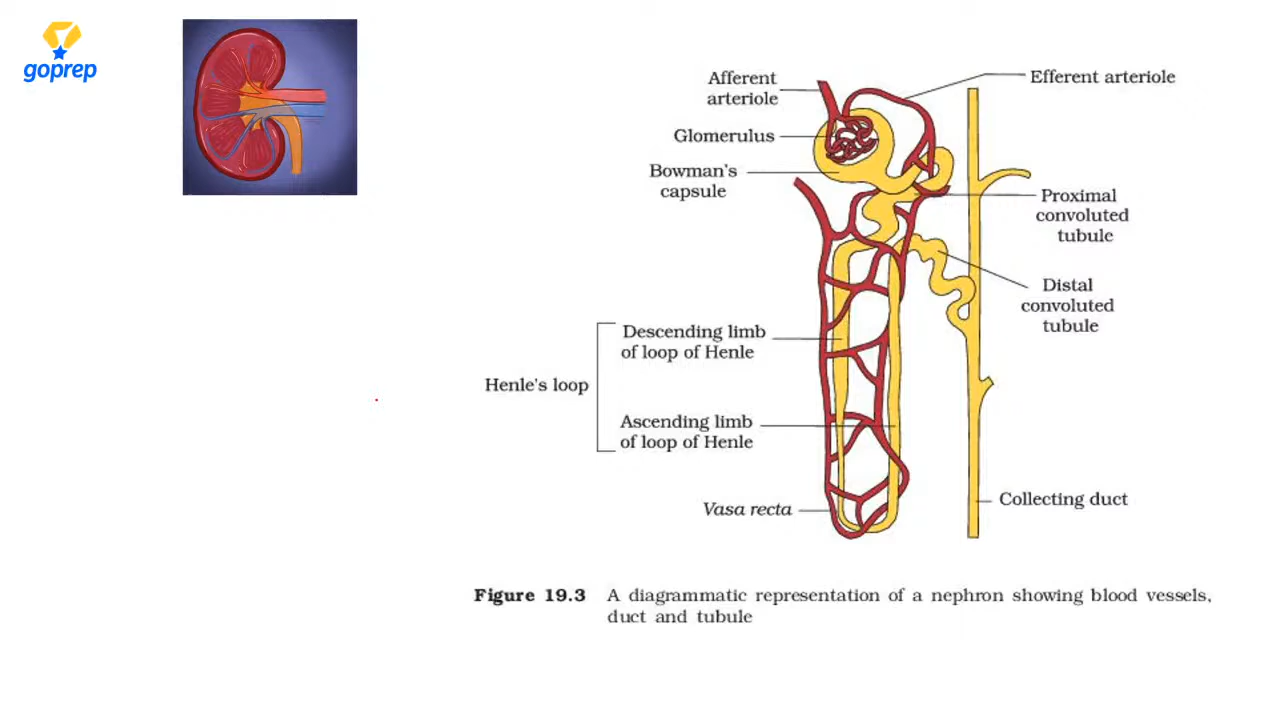 goprep
Afferent
arteriole
Efferent arteriole
Glomerulus
Bowman's
capsule
Proximal
convoluted
tubule
Distal
convoluted
tubule
Descending limb
of loop of Henle
Henle's loop
Ascending limb
of loop of Henle
Vasa recta
Collecting duct
Figure 19.3 A diagrammatic representation of a nephron showing blood vessels,
duct and tubule